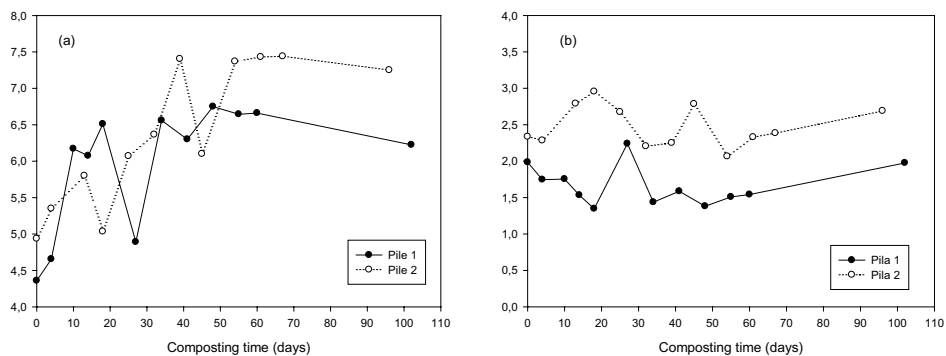 (a)
8,0
7,5
7,0
6,5
6,0
5,5
5,0
4,5
4,0
0 10 20 30 40 50 60 70 80 90 100 110
Composting time (days)
Pile 1
Pile 2
(b)
4,0
3,5
3,0
2,5
2,0
1,5
1,0
0,5
0,0
0 10 20 30 40 50 60 70 80 90 100 110
Composting time (days)
Pila 1
Pila 2